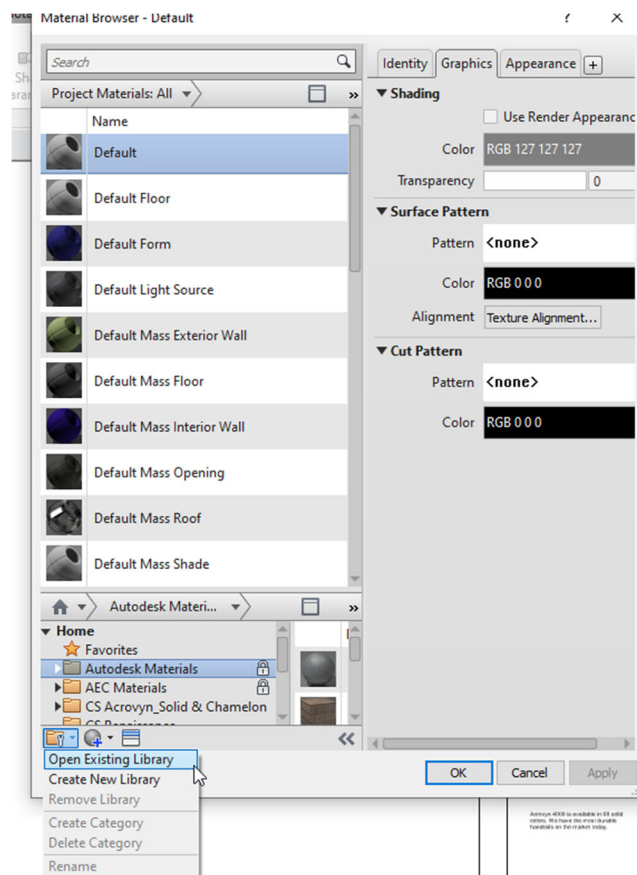 Material Browser - Default
? X
Search
Project Materials: All
»
Name
Default
Default Floor
Default Form
Default Light Source
Default Mass Exterior Wall
Default Mass Floor
Default Mass Interior Wall
Default Mass Opening
Default Mass Roof
Default Mass Shade
Autodesk Materi...
»
Home
Favorites
Autodesk Materials
AEC Materials
CS Acrovyn_Solid & Chamelon
Open Existing Library
Create New Library
Remove Library
Create Category
Delete Category
Rename
Identity Graphics Appearance +
Shading
Use Render Appearanc
Color RGB 127 127 127
Transparency 0
Surface Pattern
Pattern <none>
Color RGB 0 0 0
Alignment Texture Alignment...
Cut Pattern
Pattern <none>
Color RGB 0 0 0
OK Cancel Apply
Acrovyn 4000 is available in 68 solid
colors. We have the most durable
handrails on the market today.